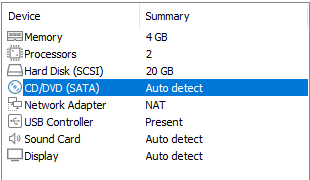 Device Summary
Memory 4 GB
Processors 2
Hard Disk (SCSI) 20 GB
CD/DVD (SATA) Auto detect
Network Adapter NAT
USB Controller Present
Sound Card Auto detect
Display Auto detect